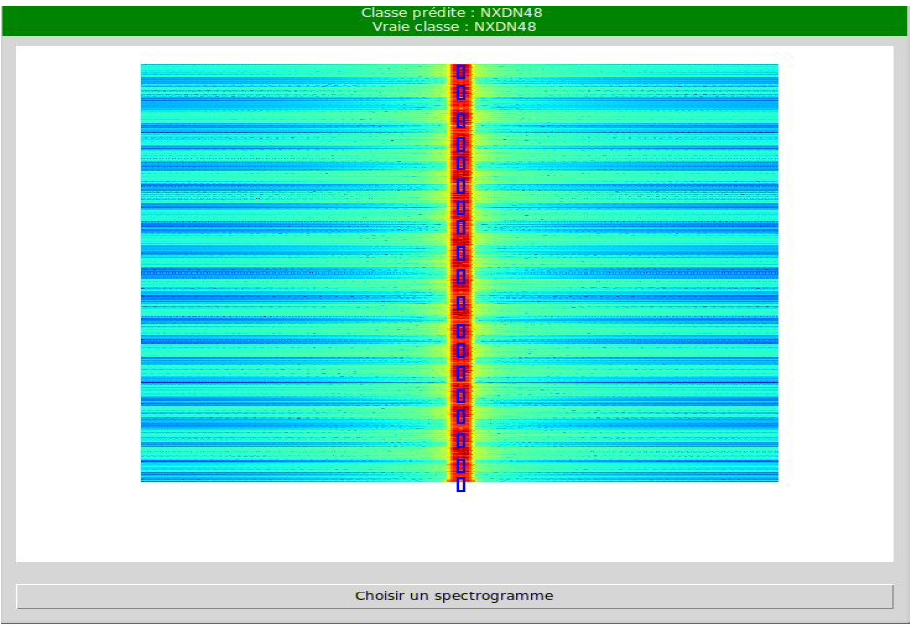 Classe prédite : NXDN48
Vraie classe : NXDN48
Choisir un spectrogramme